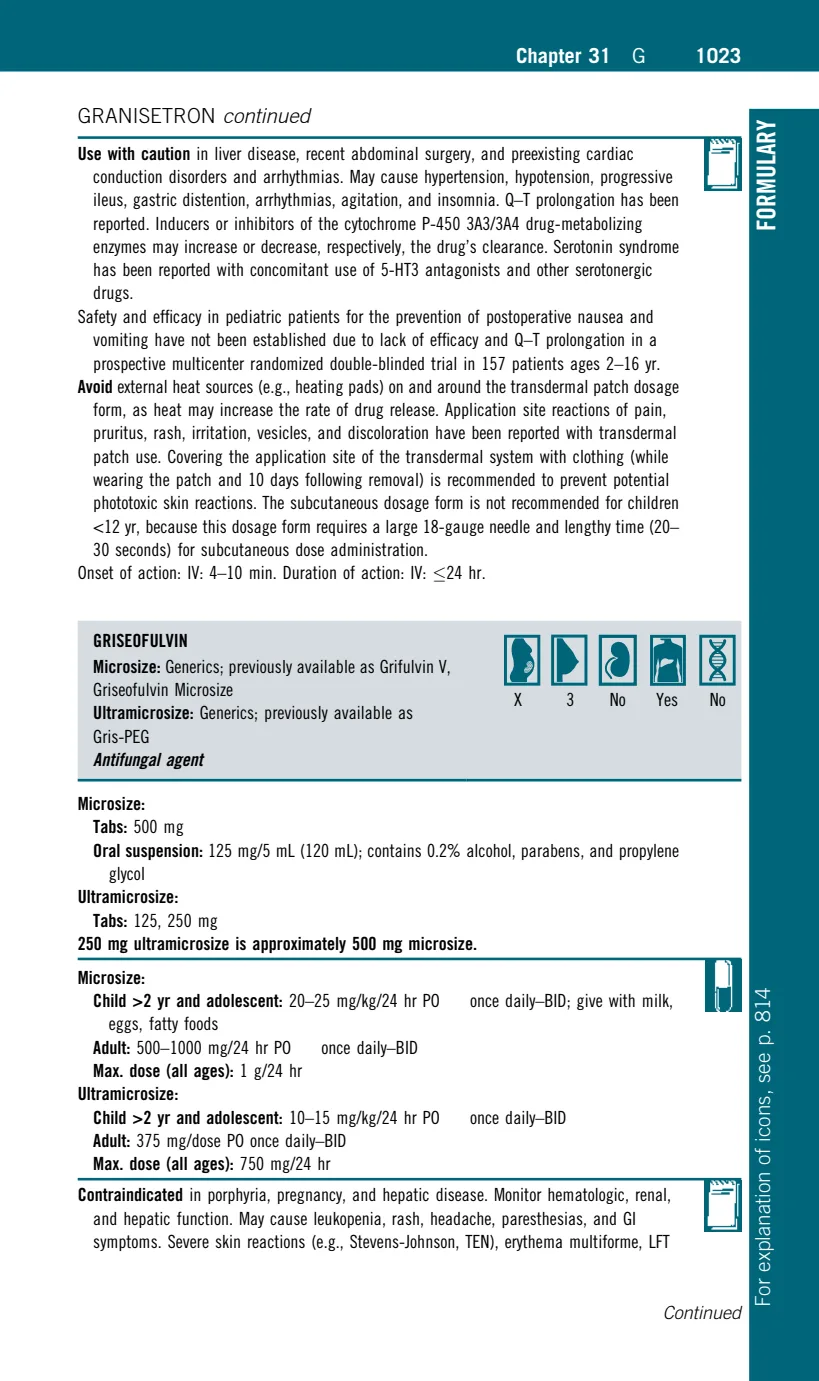 Chapter 31 G 1023
GRANISETRON continued
Use with caution in liver disease, recent abdominal surgery, and preexisting cardiac
conduction disorders and arrhythmias. May cause hypertension, hypotension, progressive
ileus, gastric distention, arrhythmias, agitation, and insomnia. Q–T prolongation has been
reported. Inducers or inhibitors of the cytochrome P-450 3A3/3A4 drug-metabolizing
enzymes may increase or decrease, respectively, the drug's clearance. Serotonin syndrome
has been reported with concomitant use of 5-HT3 antagonists and other serotonergic
drugs.
Safety and efficacy in pediatric patients for the prevention of postoperative nausea and
vomiting have not been established due to lack of efficacy and Q–T prolongation in a
prospective multicenter randomized double-blinded trial in 157 patients ages 2–16 yr.
Avoid external heat sources (e.g., heating pads) on and around the transdermal patch dosage
form, as heat may increase the rate of drug release. Application site reactions of pain,
pruritus, rash, irritation, vesicles, and discoloration have been reported with transdermal
patch use. Covering the application site of the transdermal system with clothing (while
wearing the patch and 10 days following removal) is recommended to prevent potential
phototoxic skin reactions. The subcutaneous dosage form is not recommended for children
<12 yr, because this dosage form requires a large 18-gauge needle and lengthy time (20–
30 seconds) for subcutaneous dose administration.
Onset of action: IV: 4–10 min. Duration of action: IV: ≤24 hr.
GRISEOFULVIN
Microsize: Generics; previously available as Grifulvin V,
Griseofulvin Microsize
Ultramicrosize: Generics; previously available as
Gris-PEG
Antifungal agent
X 3 No Yes No
Microsize:
Tabs: 500 mg
Oral suspension: 125 mg/5 mL (120 mL); contains 0.2% alcohol, parabens, and propylene
glycol
Ultramicrosize:
Tabs: 125, 250 mg
250 mg ultramicrosize is approximately 500 mg microsize.
Microsize:
Child >2 yr and adolescent: 20–25 mg/kg/24 hr PO once daily–BID; give with milk,
eggs, fatty foods
Adult: 500–1000 mg/24 hr PO once daily–BID
Max. dose (all ages): 1 g/24 hr
Ultramicrosize:
Child >2 yr and adolescent: 10–15 mg/kg/24 hr PO once daily–BID
Adult: 375 mg/dose PO once daily–BID
Max. dose (all ages): 750 mg/24 hr
Contraindicated in porphyria, pregnancy, and hepatic disease. Monitor hematologic, renal,
and hepatic function. May cause leukopenia, rash, headache, paresthesias, and GI
symptoms. Severe skin reactions (e.g., Stevens-Johnson, TEN), erythema multiforme, LFT
Continued
FORMULARY
For explanation of icons, see p. 814